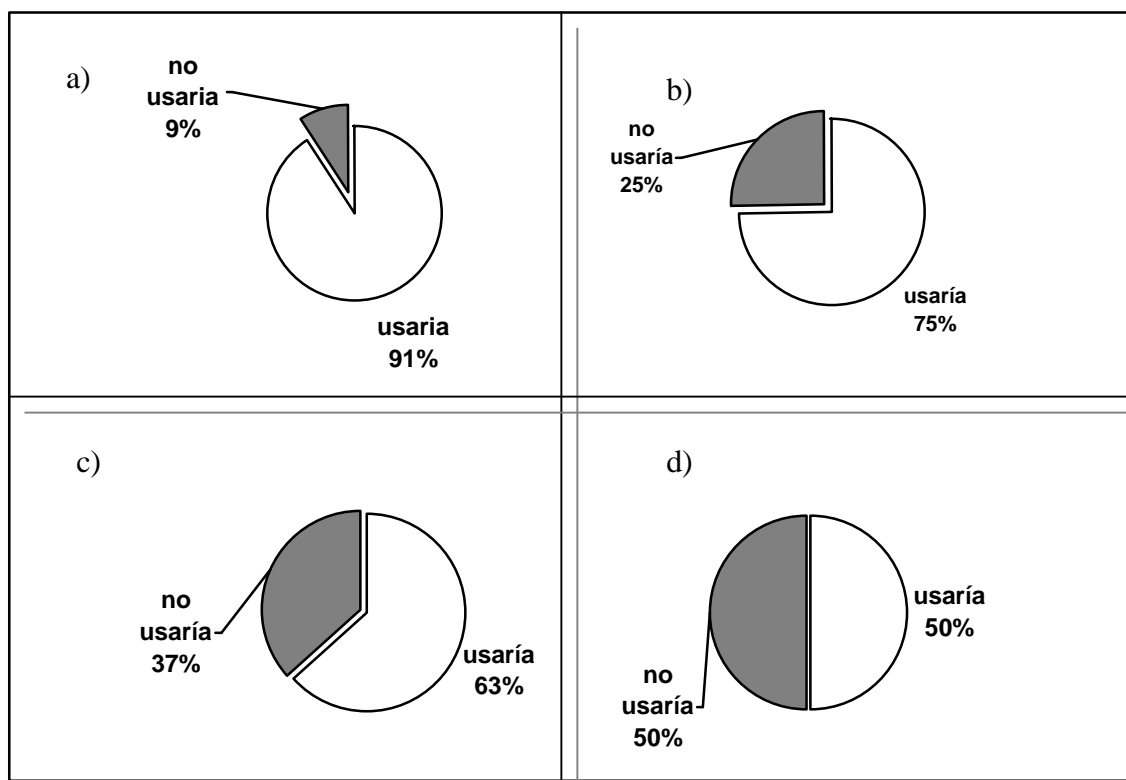 a)
no
usaria
9%
usaria
91%
b)
no
usaría
25%
usaría
75%
c)
no
usaría
37%
usaría
63%
d)
usaría
50%
no
usaría
50%